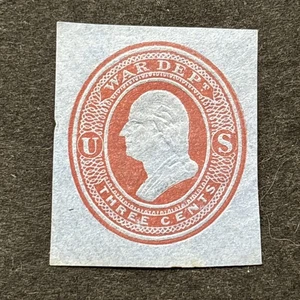 WAR DEPT
U S
THREE CENTS